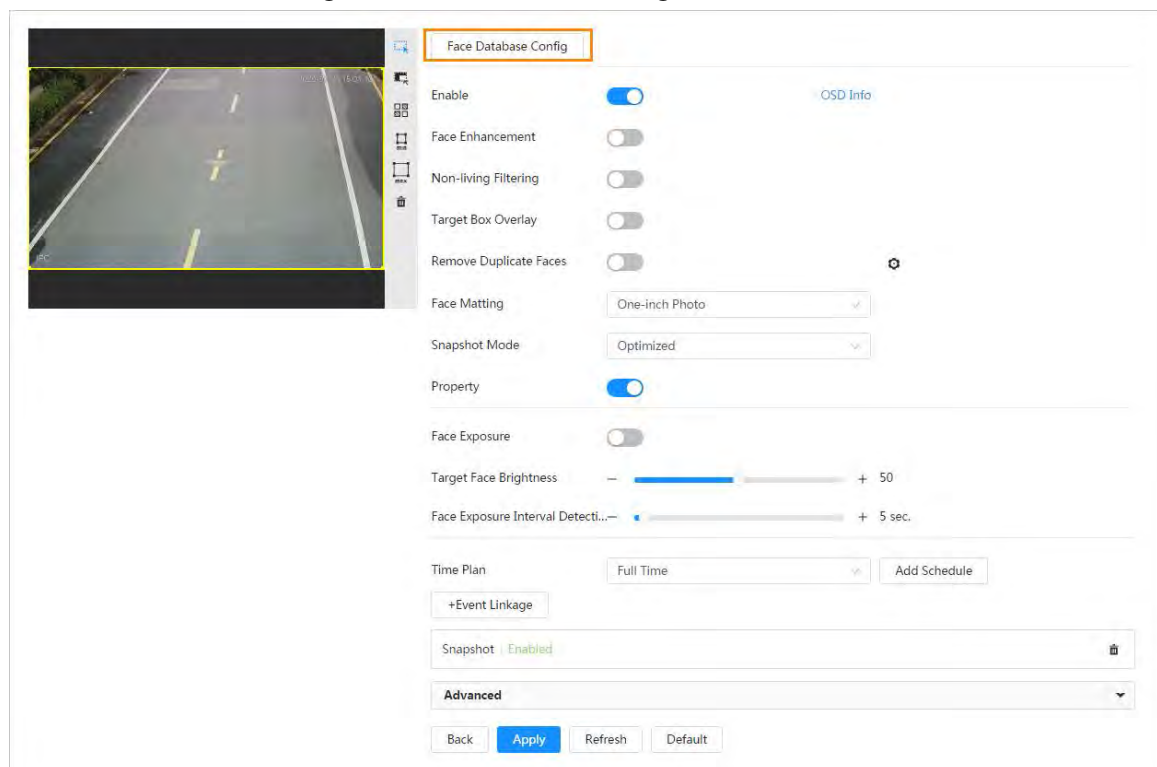 Face Database Config
Enable
OSD Info
Face Enhancement
Non-living Filtering
Target Box Overlay
Remove Duplicate Faces
Face Matting One-inch Photo
Snapshot Mode Optimized
Property
Face Exposure
Target Face Brightness − + 50
Face Exposure Interval Detecti... − + 5 sec.
Time Plan Full Time Add Schedule
+Event Linkage
Snapshot Enabled
Advanced
Back Apply Refresh Default
min
max
IPC